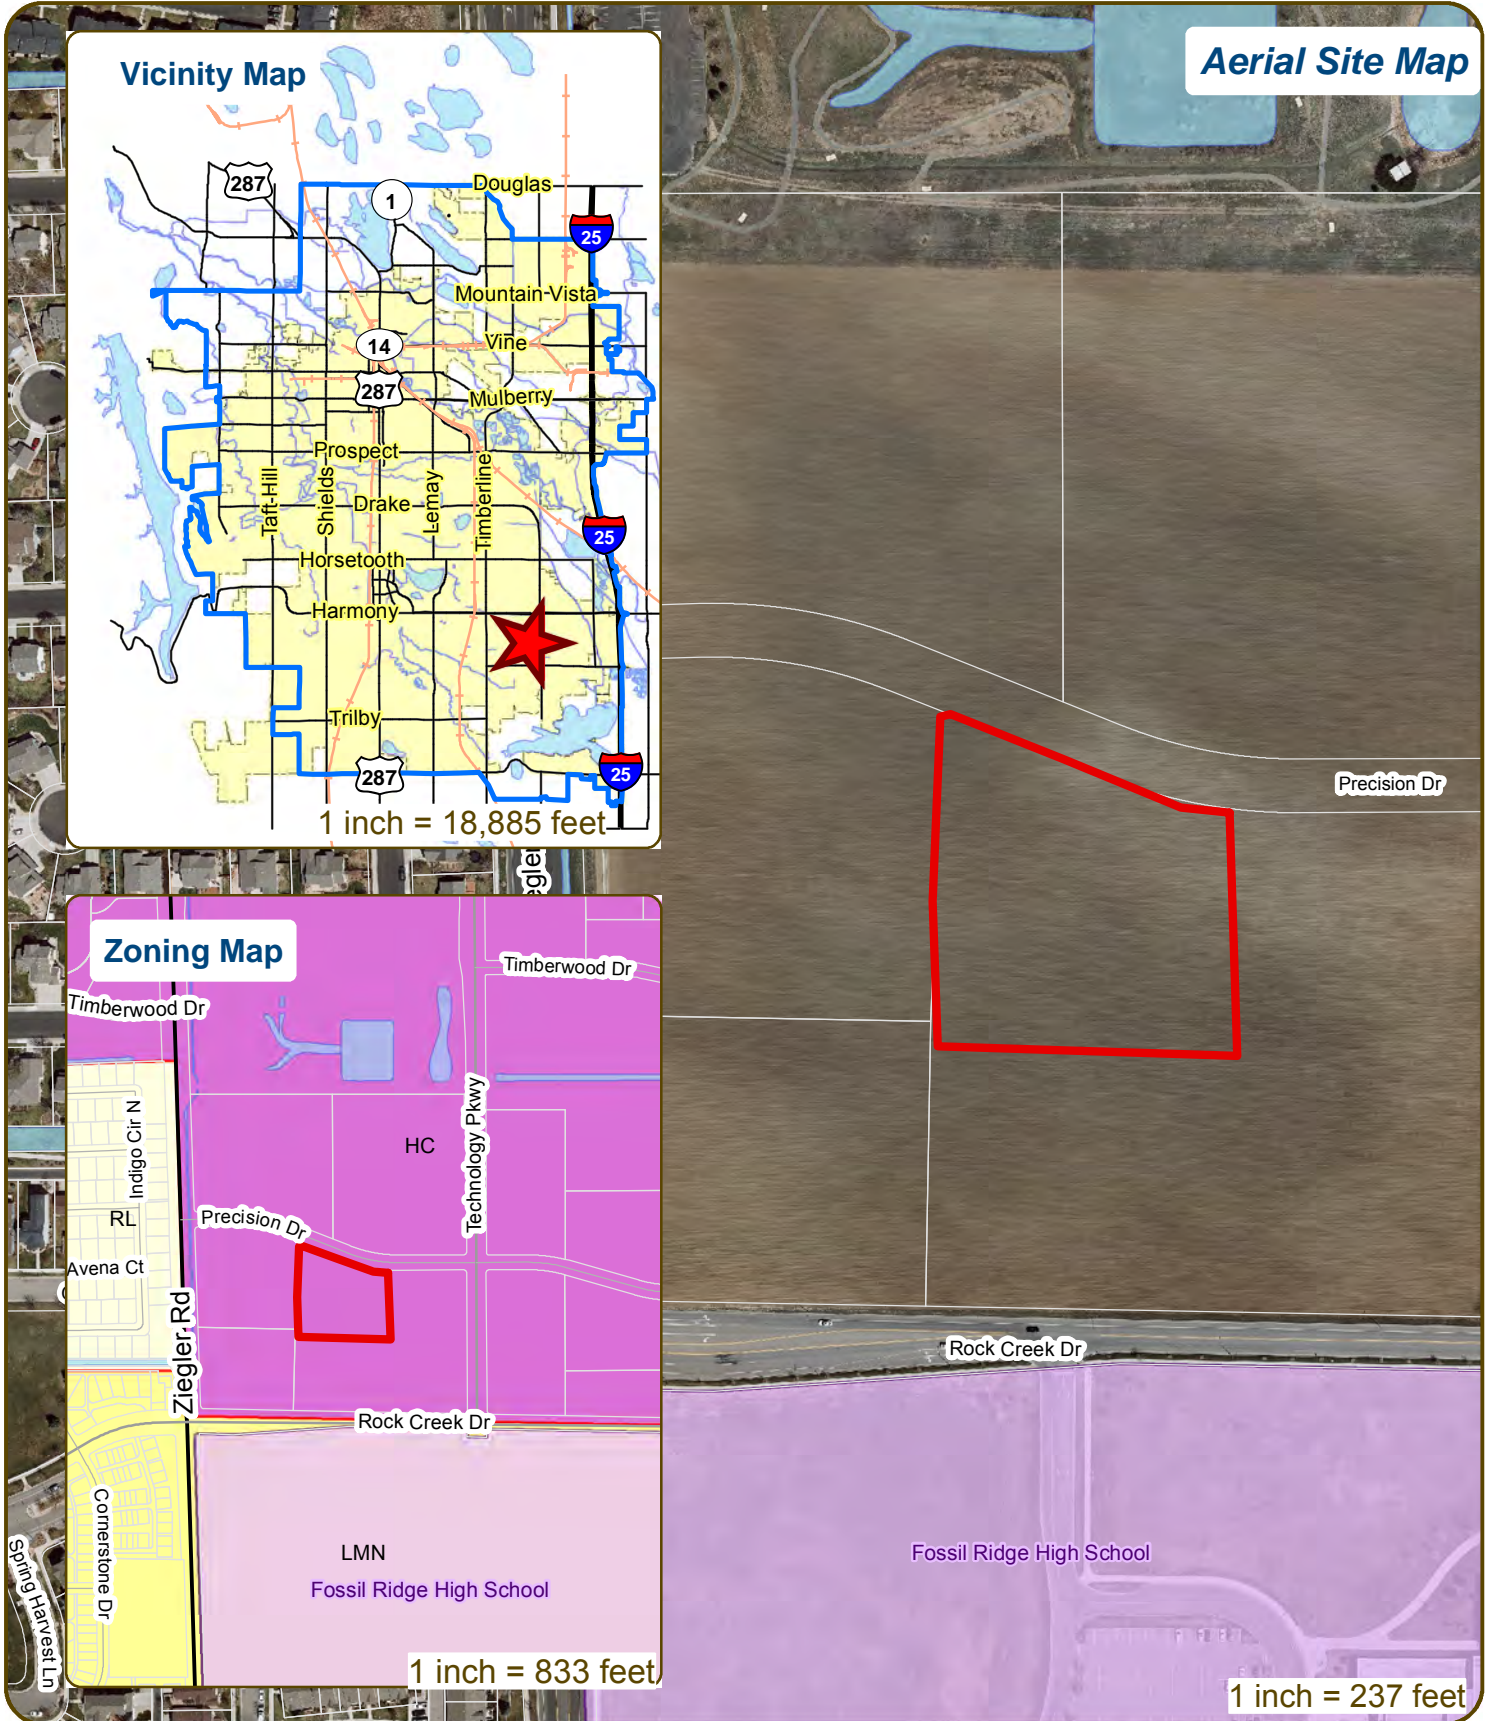 Vicinity Map
Aerial Site Map
287
1
Douglas
25
Mountain Vista
14
Vine
287
Mulberry
Prospect
Taft Hill
Shields
Drake
Lemay
Timberline
25
Horsetooth
Harmony
Trilby
287
25
1 inch = 18,885 feet
Precision Dr
Zoning Map
Timberwood Dr
Timberwood Dr
Indigo Cir N
HC
Technology Pkwy
RL
Precision Dr
Avena Ct
Ziegler Rd
Rock Creek Dr
Rock Creek Dr
Cornerstone Dr
Spring Harvest Ln
LMN
Fossil Ridge High School
Fossil Ridge High School
1 inch = 833 feet
1 inch = 237 feet